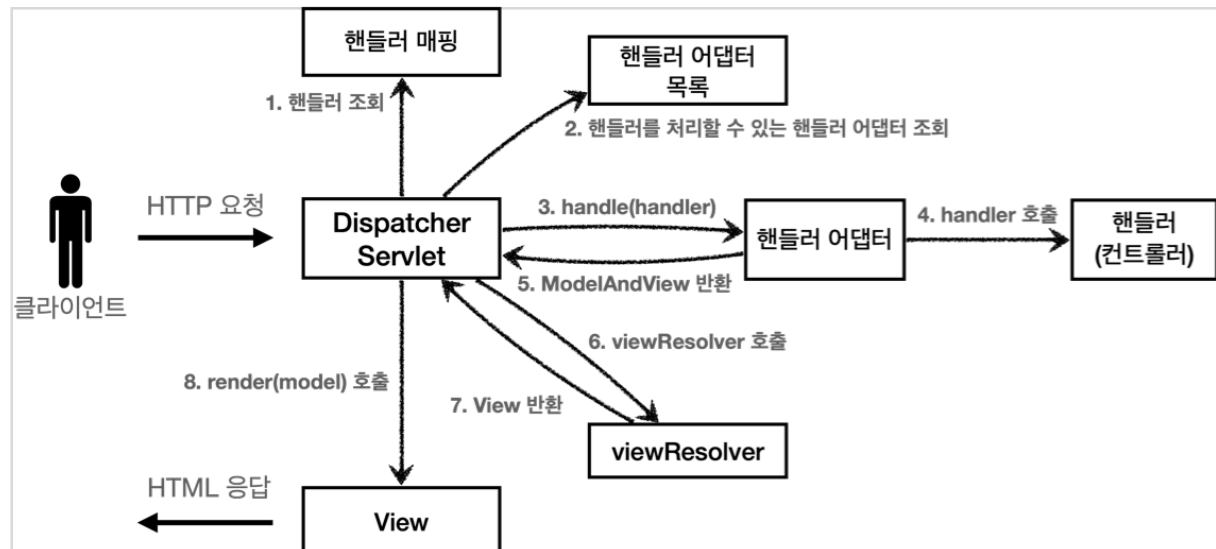 핸들러 매핑
핸들러 어댑터
목록
1. 핸들러 조회
2. 핸들러를 처리할 수 있는 핸들러 어댑터 조회
HTTP 요청
클라이언트
Dispatcher
Servlet
3. handle(handler)
핸들러 어댑터
4. handler 호출
핸들러
(컨트롤러)
5. ModelAndView 반환
6. viewResolver 호출
7. View 반환
8. render(model) 호출
viewResolver
HTML 응답
View